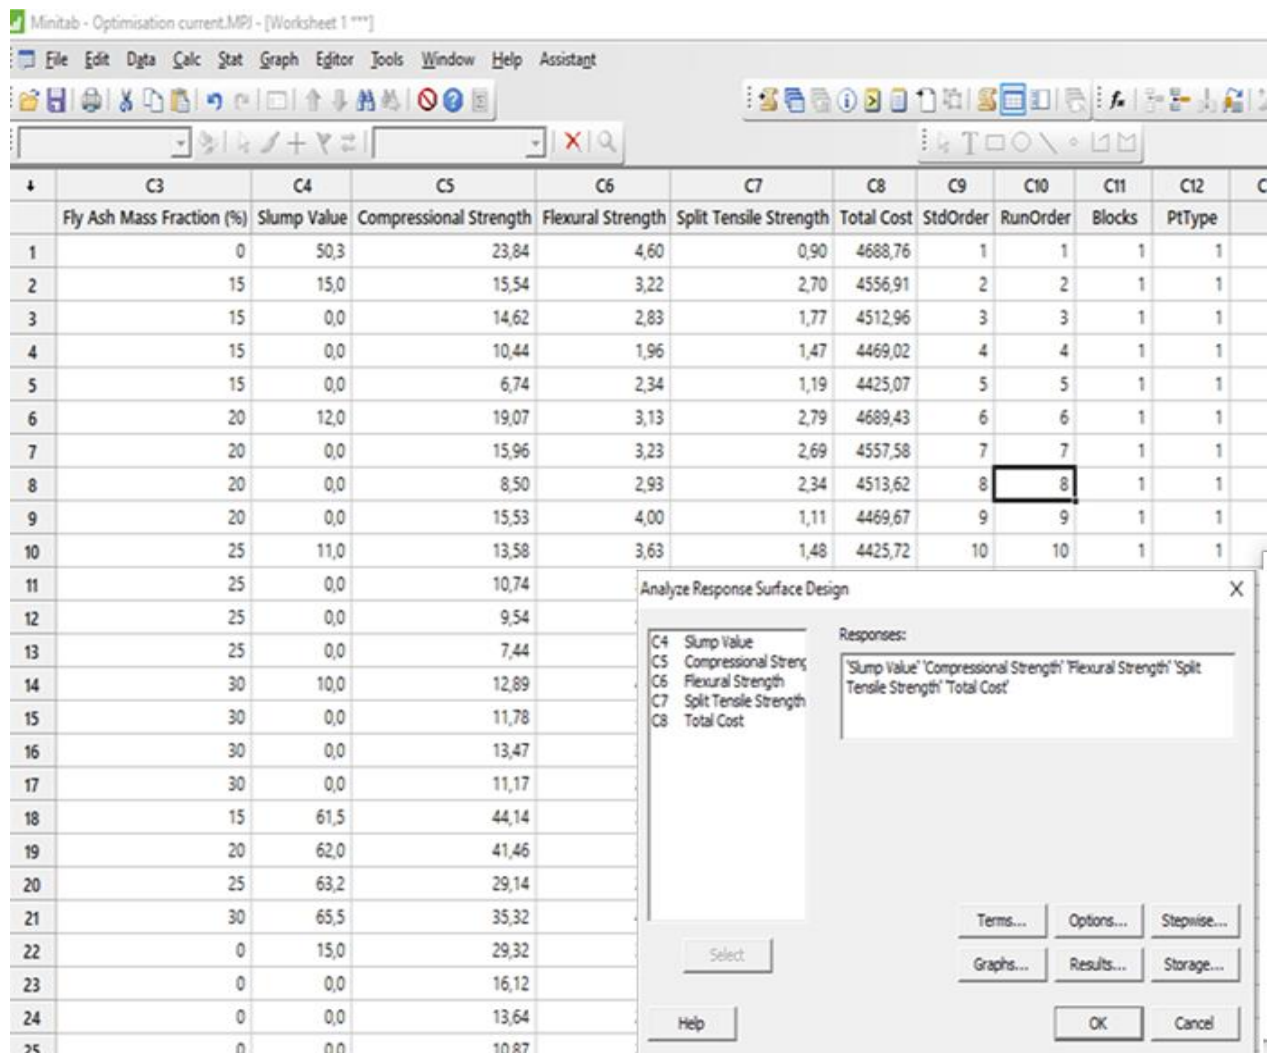 Minitab - Optimisation current.MPJ - [Worksheet 1 ***]
File Edit Data Calc Stat Graph Editor Tools Window Help Assistant
C3 C4 C5 C6 C7 C8 C9 C10 C11 C12 C
Fly Ash Mass Fraction (%) Slump Value Compressional Strength Flexural Strength Split Tensile Strength Total Cost StdOrder RunOrder Blocks PtType
1 0 50,3 23,84 4,60 0,90 4688,76 1 1 1 1
2 15 15,0 15,54 3,22 2,70 4556,91 2 2 1 1
3 15 0,0 14,62 2,83 1,77 4512,96 3 3 1 1
4 15 0,0 10,44 1,96 1,47 4469,02 4 4 1 1
5 15 0,0 6,74 2,34 1,19 4425,07 5 5 1 1
6 20 12,0 19,07 3,13 2,79 4689,43 6 6 1 1
7 20 0,0 15,96 3,23 2,69 4557,58 7 7 1 1
8 20 0,0 8,50 2,93 2,34 4513,62 8 8 1 1
9 20 0,0 15,53 4,00 1,11 4469,67 9 9 1 1
10 25 11,0 13,58 3,63 1,48 4425,72 10 10 1 1
11 25 0,0 10,74
12 25 0,0 9,54
13 25 0,0 7,44
14 30 10,0 12,89
15 30 0,0 11,78
16 30 0,0 13,47
17 30 0,0 11,17
18 15 61,5 44,14
19 20 62,0 41,46
20 25 63,2 29,14
21 30 65,5 35,32
22 0 15,0 29,32
23 0 0,0 16,12
24 0 0,0 13,64
25 0 0,0 10,87
Analyze Response Surface Design X
C4 Slump Value
C5 Compressional Streng
C6 Flexural Strength
C7 Split Tensile Strength
C8 Total Cost
Responses:
'Slump Value' 'Compressional Strength' 'Flexural Strength' 'Split
Tensile Strength' 'Total Cost'
Terms... Options... Stepwise...
Select
Graphs... Results... Storage...
Help OK Cancel